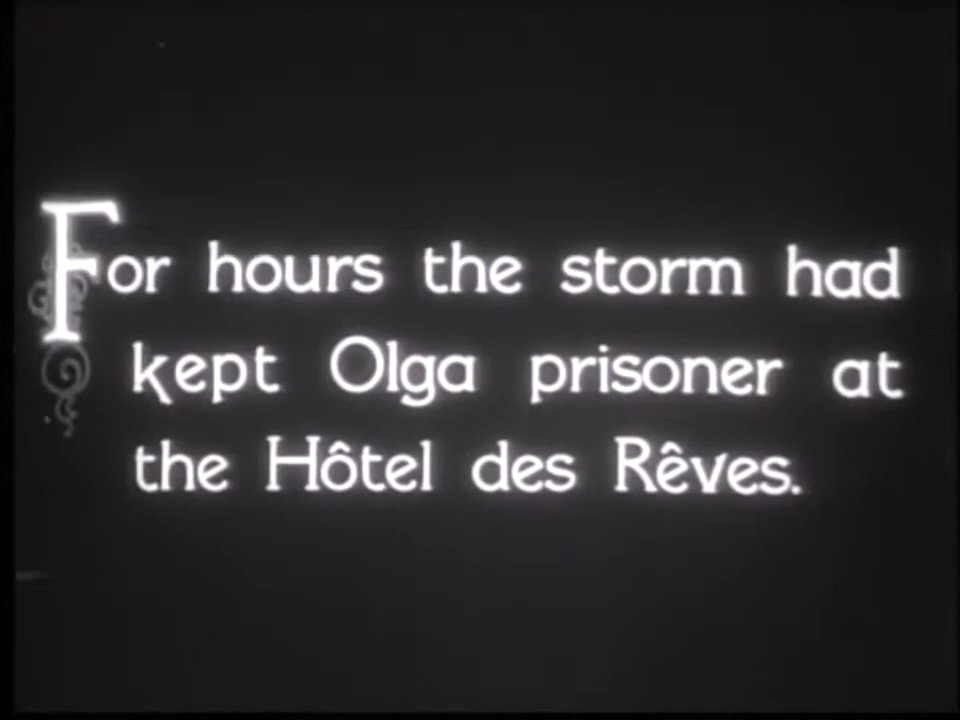 For hours the storm had
kept Olga prisoner at
the Hôtel des Rêves.